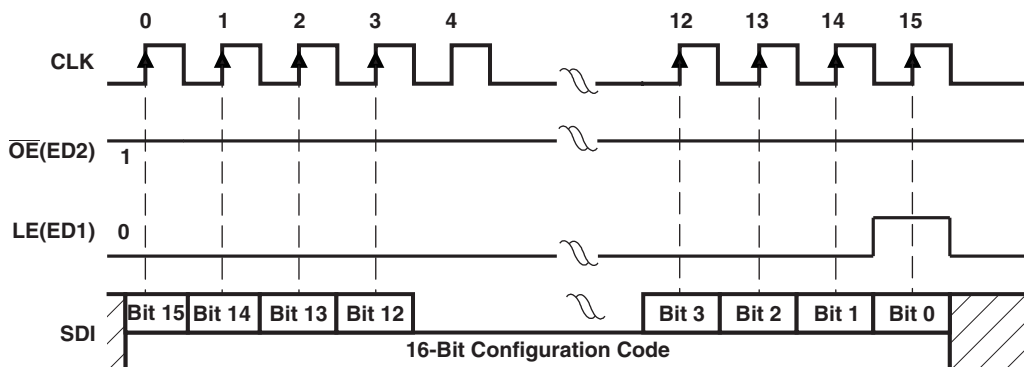 0 1 2 3 4 12 13 14 15
CLK
OE(ED2) 1
LE(ED1) 0
SDI Bit 15 Bit 14 Bit 13 Bit 12 Bit 3 Bit 2 Bit 1 Bit 0
16-Bit Configuration Code